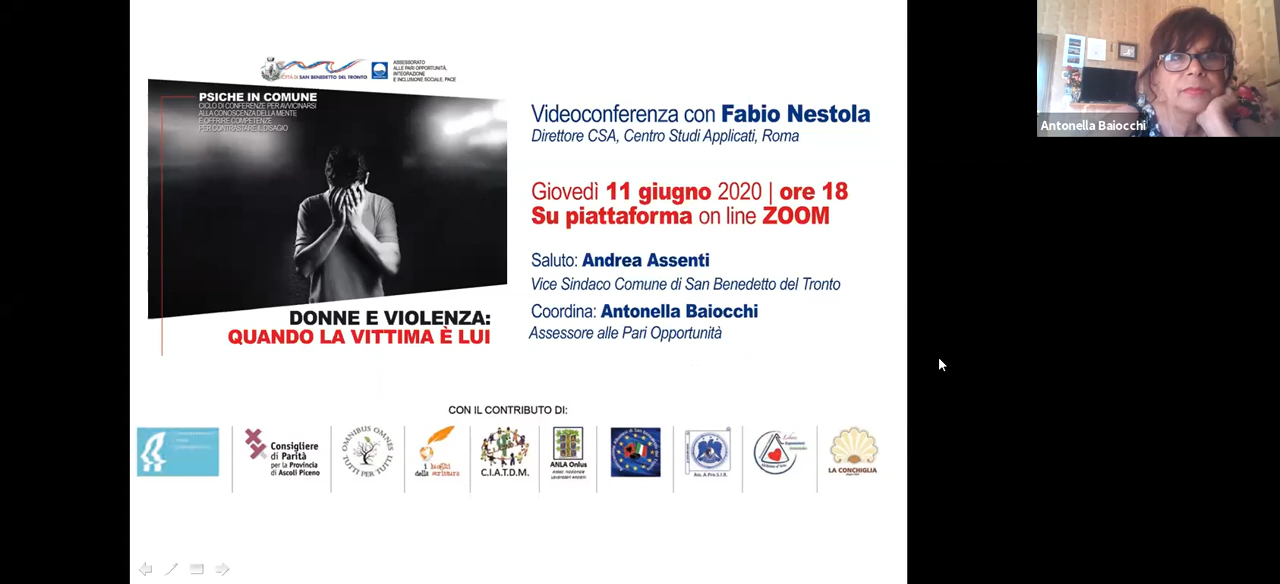 CITTÀ DI SAN BENEDETTO DEL TRONTO
ASSESSORATO
ALLE PARI OPPORTUNITÀ,
INTEGRAZIONE
E INCLUSIONE SOCIALE, PACE
PSICHE IN COMUNE
CICLO DI CONFERENZE PER AVVICINARSI
ALLA CONOSCENZA DELLA MENTE
E OFFRIRE COMPETENZE
PER CONTRASTARE IL DISAGIO
DONNE E VIOLENZA:
QUANDO LA VITTIMA È LUI
Videoconferenza con Fabio Nestola
Direttore CSA, Centro Studi Applicati, Roma
Giovedì 11 giugno 2020 | ore 18
Su piattaforma on line ZOOM
Saluto: Andrea Assenti
Vice Sindaco Comune di San Benedetto del Tronto
Coordina: Antonella Baiocchi
Assessore alle Pari Opportunità
Antonella Baiocchi
CON IL CONTRIBUTO DI:
Consigliere
di Parità
per la Provincia
di Ascoli Piceno
OMNIBUS OMNES
TUTTI PER TUTTI
i luoghi
della scrittura
C.I.A.T.D.M.
ANLA Onlus
LA CONCHIGLIA